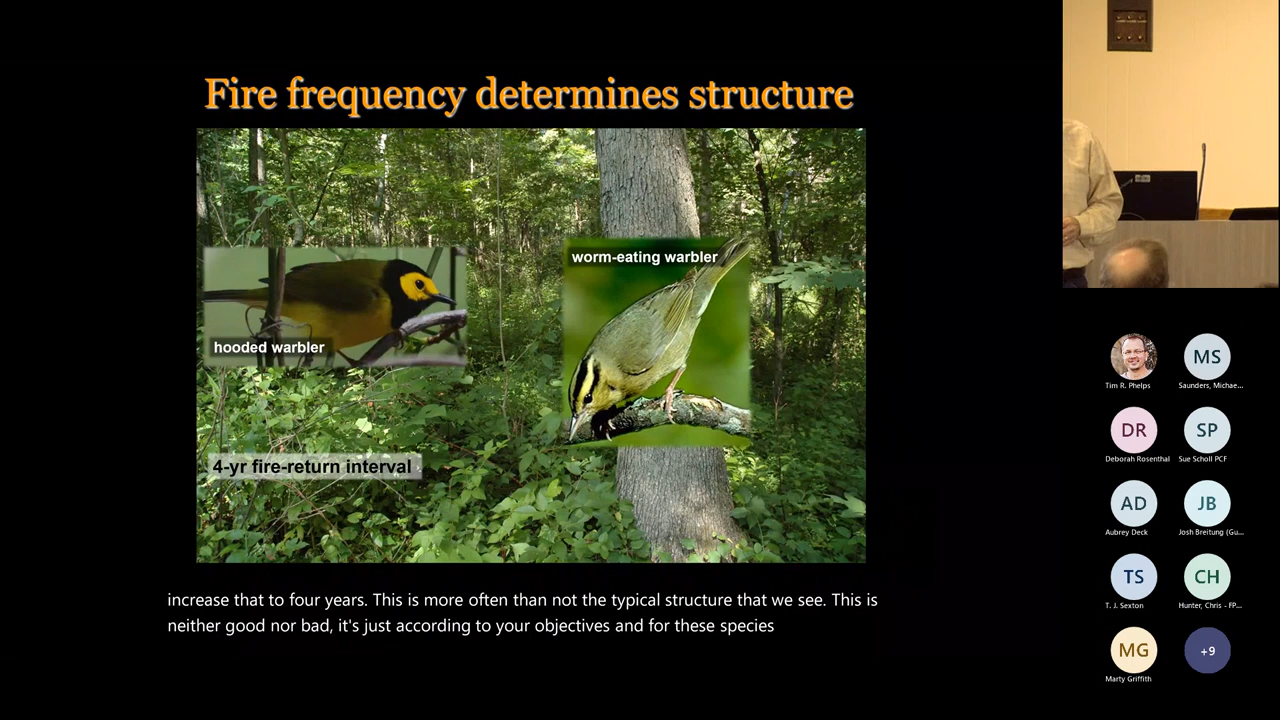 Fire frequency determines structure
worm-eating warbler
hooded warbler
4-yr fire-return interval
increase that to four years. This is more often than not the typical structure that we see. This is
neither good nor bad, it's just according to your objectives and for these species
MS
Tim R. Phelps
Saunders, Michae...
DR
SP
Deborah Rosenthal
Sue Scholl PCF
AD
JB
Aubrey Deck
Josh Breitung (Gu...
TS
CH
T. J. Sexton
Hunter, Chris - FP...
MG
+9
Marty Griffith